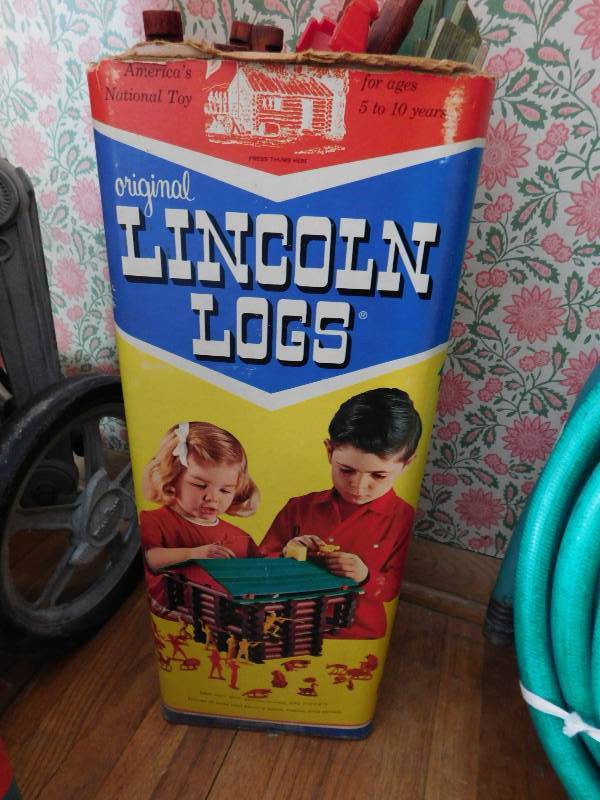 America's
National Toy
for ages
5 to 10 years
PRESS THUMB HERE
original
LINCOLN
LOGS®